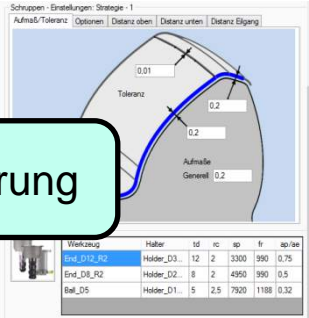 Schruppen - Einstellungen: Strategie - 1
Aufmaß/Toleranz Optionen Distanz oben Distanz unten Distanz Eilgang
0,01
Toleranz
0,2
0,2
Aufmaße
Generell 0,2
rung
Werkzeug Halter td rc sp fr ap/ae
End_D12_R2 Holder_D3... 12 2 3300 990 0,75
End_D8_R2 Holder_D2... 8 2 4950 990 0,5
Ball_D5 Holder_D1... 5 2,5 7920 1188 0,32